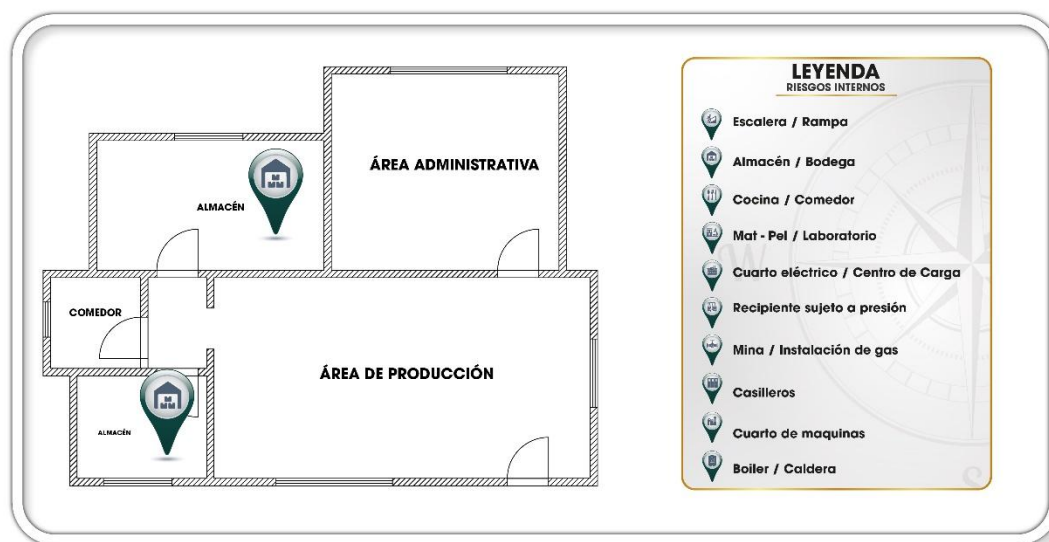 ÁREA ADMINISTRATIVA
ALMACÉN
COMEDOR
ÁREA DE PRODUCCIÓN
ALMACÉN
LEYENDA
RIESGOS INTERNOS
Escalera / Rampa
Almacén / Bodega
Cocina / Comedor
Mat - Pel / Laboratorio
Cuarto eléctrico / Centro de Carga
Recipiente sujeto a presión
Mina / Instalación de gas
Casilleros
Cuarto de maquinas
Boiler / Caldera
W
S